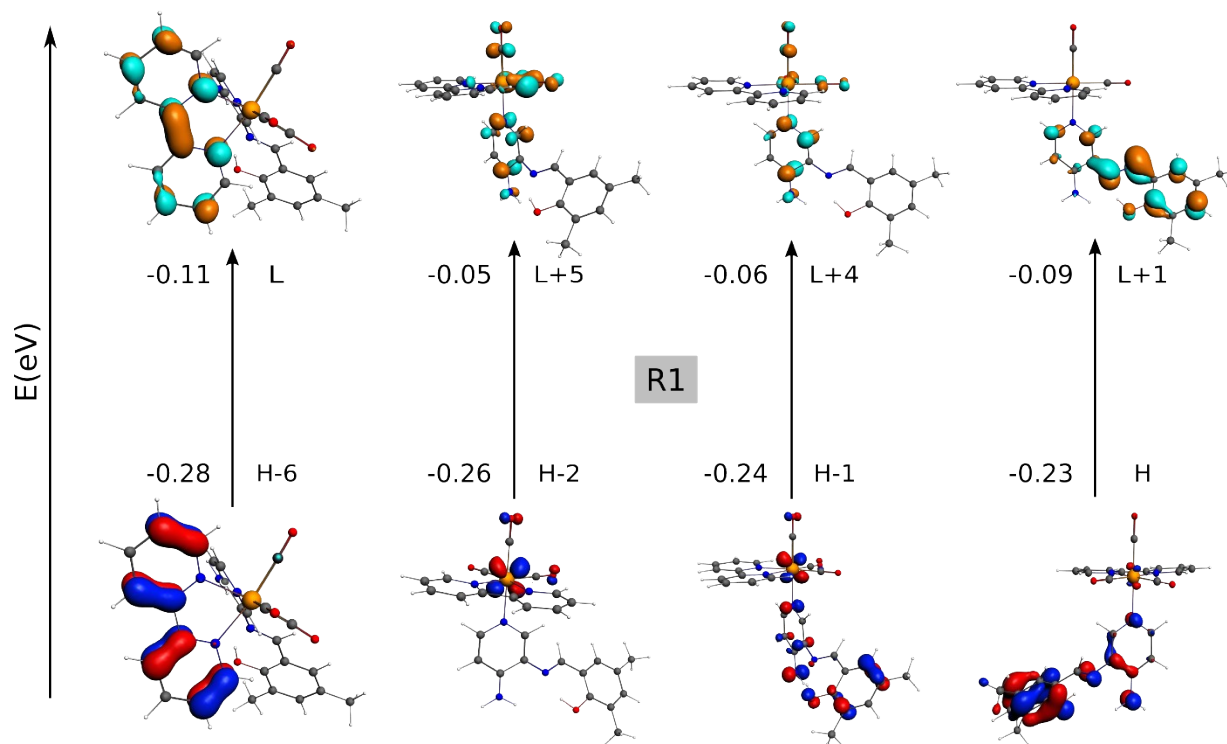 E(eV)
-0.11 L
-0.05 L+5
-0.06 L+4
-0.09 L+1
R1
-0.28 H-6
-0.26 H-2
-0.24 H-1
-0.23 H